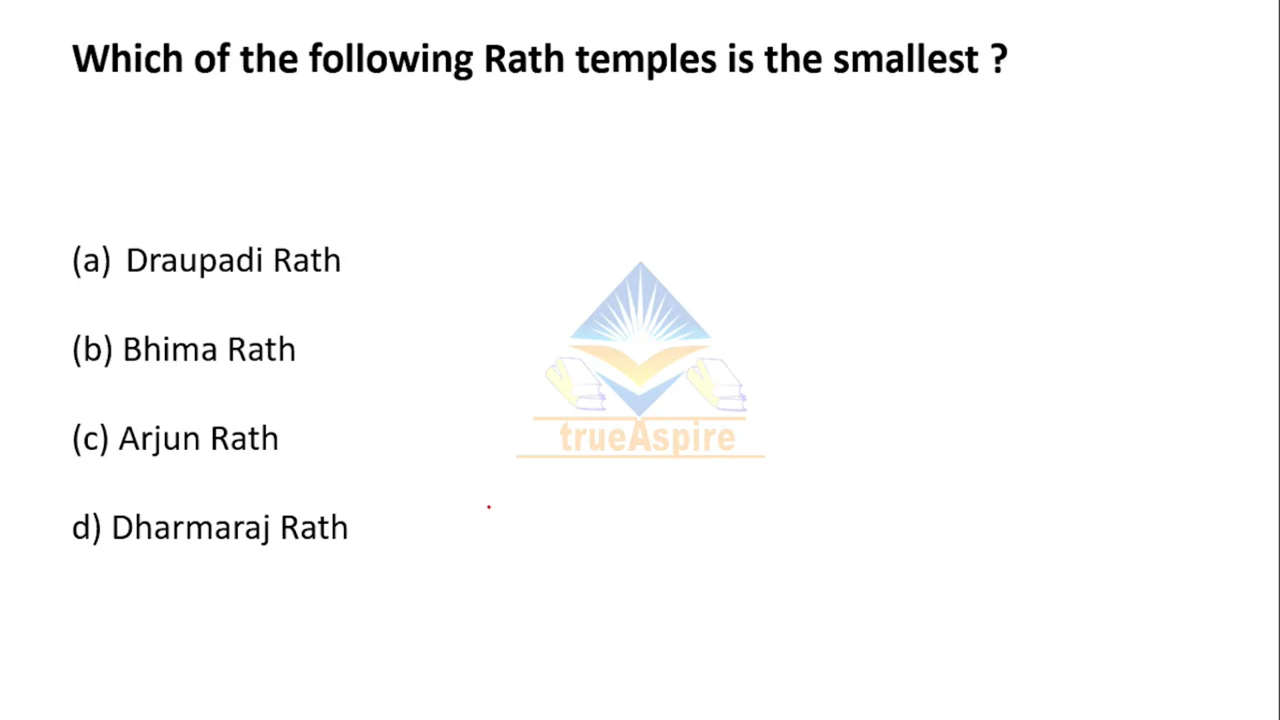 Which of the following Rath temples is the smallest ?
(a) Draupadi Rath
(b) Bhima Rath
(c) Arjun Rath
d) Dharmaraj Rath
trueAspire